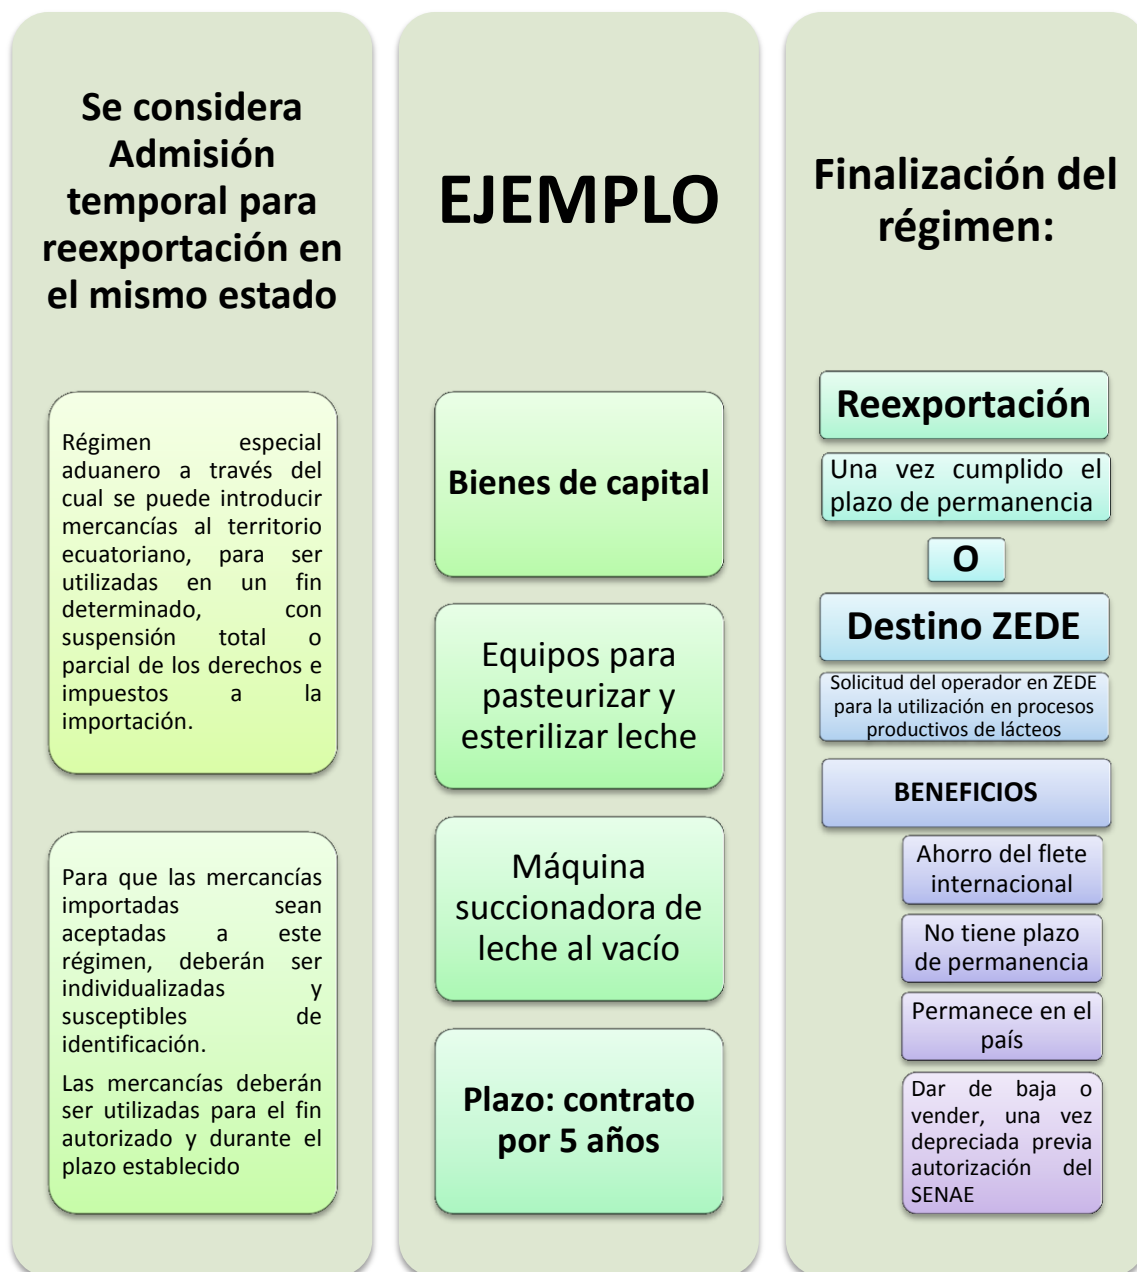 Se considera
Admisión
temporal para
reexportación en
el mismo estado
Régimen especial
aduanero a través del
cual se puede introducir
mercancías al territorio
ecuatoriano, para ser
utilizadas en un fin
determinado, con
suspensión total o
parcial de los derechos e
impuestos a la
importación.
Para que las mercancías
importadas sean
aceptadas a este
régimen, deberán ser
individualizadas y
susceptibles de
identificación.
Las mercancías deberán
ser utilizadas para el fin
autorizado y durante el
plazo establecido
EJEMPLO
Bienes de capital
Equipos para
pasteurizar y
esterilizar leche
Máquina
succionadora de
leche al vacío
Plazo: contrato
por 5 años
Finalización del
régimen:
Reexportación
Una vez cumplido el
plazo de permanencia
O
Destino ZEDE
Solicitud del operador en ZEDE
para la utilización en procesos
productivos de lácteos
BENEFICIOS
Ahorro del flete
internacional
No tiene plazo
de permanencia
Permanece en el
país
Dar de baja o
vender, una vez
depreciada previa
autorización del
SENAE